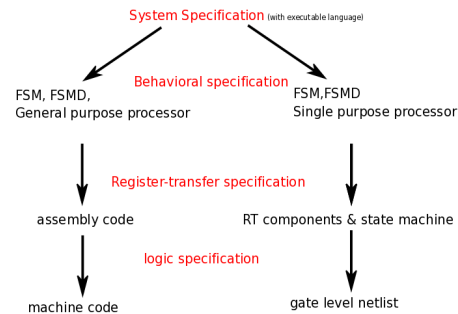 System Specification (with executable language)
Behavioral specification
FSM, FSMD,
General purpose processor
FSM,FSMD
Single purpose processor
Register-transfer specification
assembly code
RT components & state machine
logic specification
machine code
gate level netlist